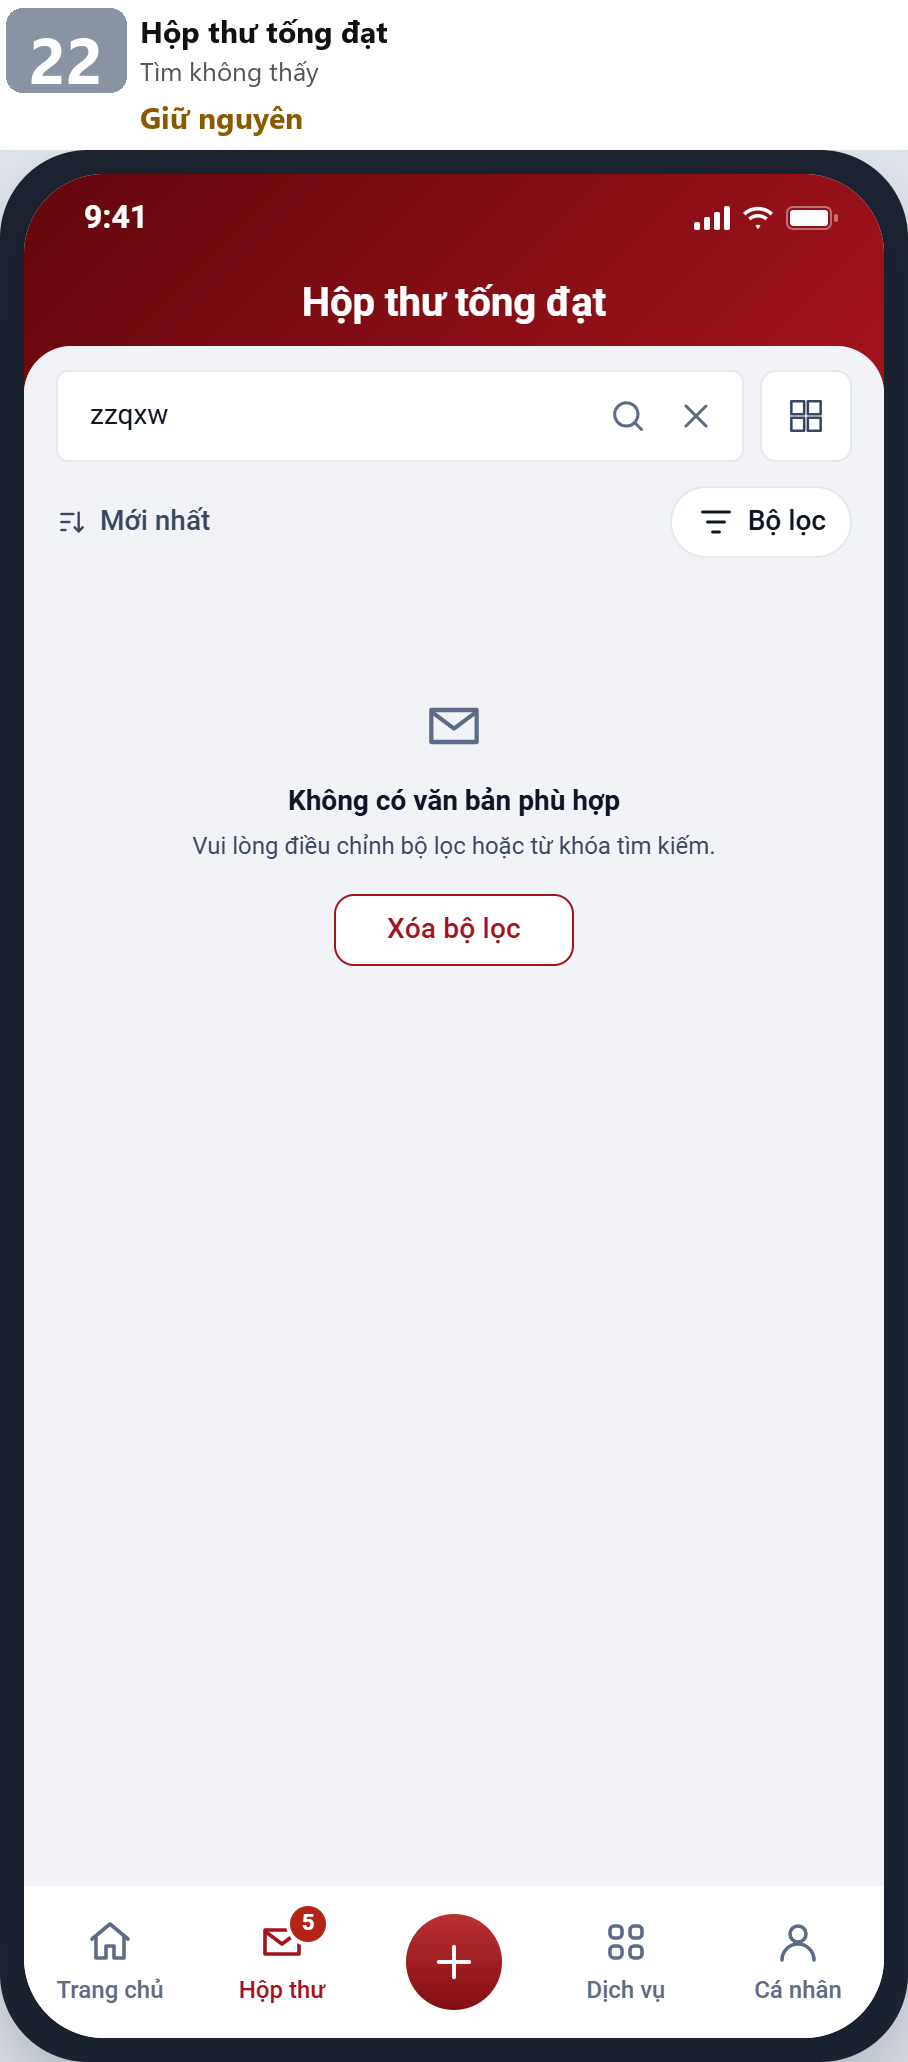 22
Hộp thư tống đạt
Tìm không thấy
Giữ nguyên
9:41
Hộp thư tống đạt
zzqxw
Mới nhất
Bộ lọc
Không có văn bản phù hợp
Vui lòng điều chỉnh bộ lọc hoặc từ khóa tìm kiếm.
Xóa bộ lọc
5
Trang chủ
Hộp thư
Dịch vụ
Cá nhân